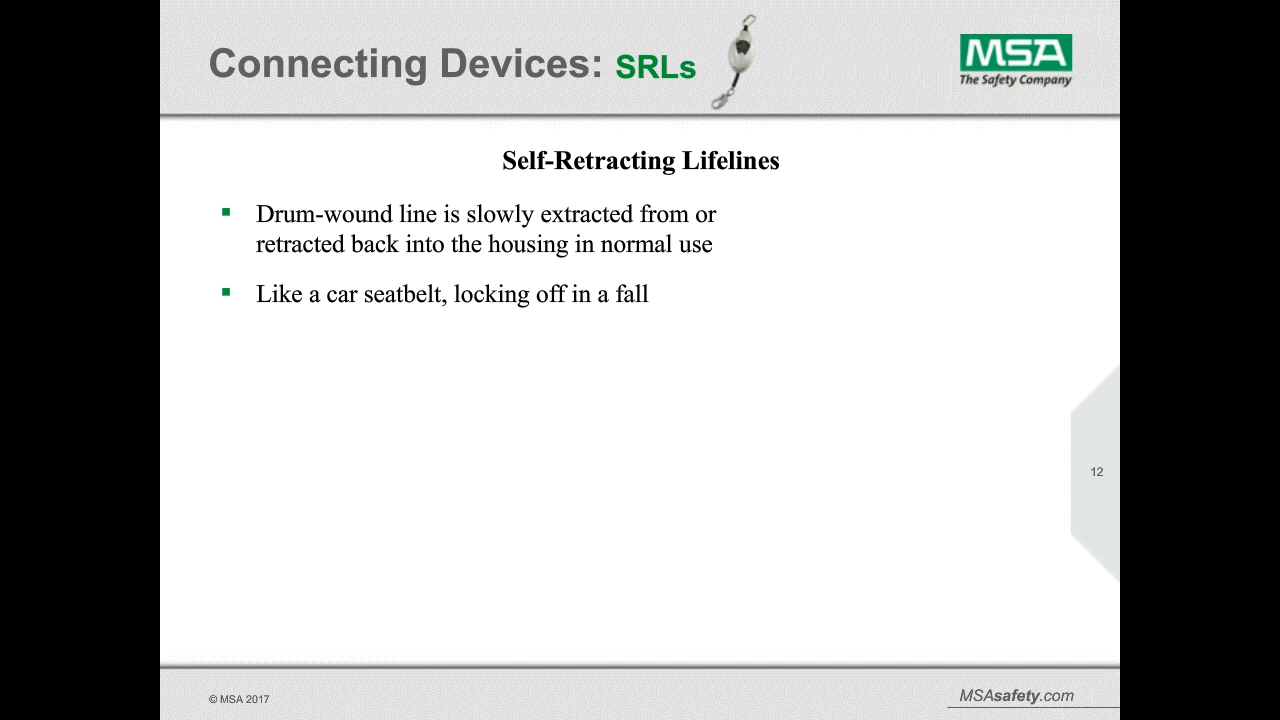 Connecting Devices: SRLs
MSA
The Safety Company
Self-Retracting Lifelines
Drum-wound line is slowly extracted from or
retracted back into the housing in normal use
Like a car seatbelt, locking off in a fall
12
© MSA 2017
MSAsafety.com